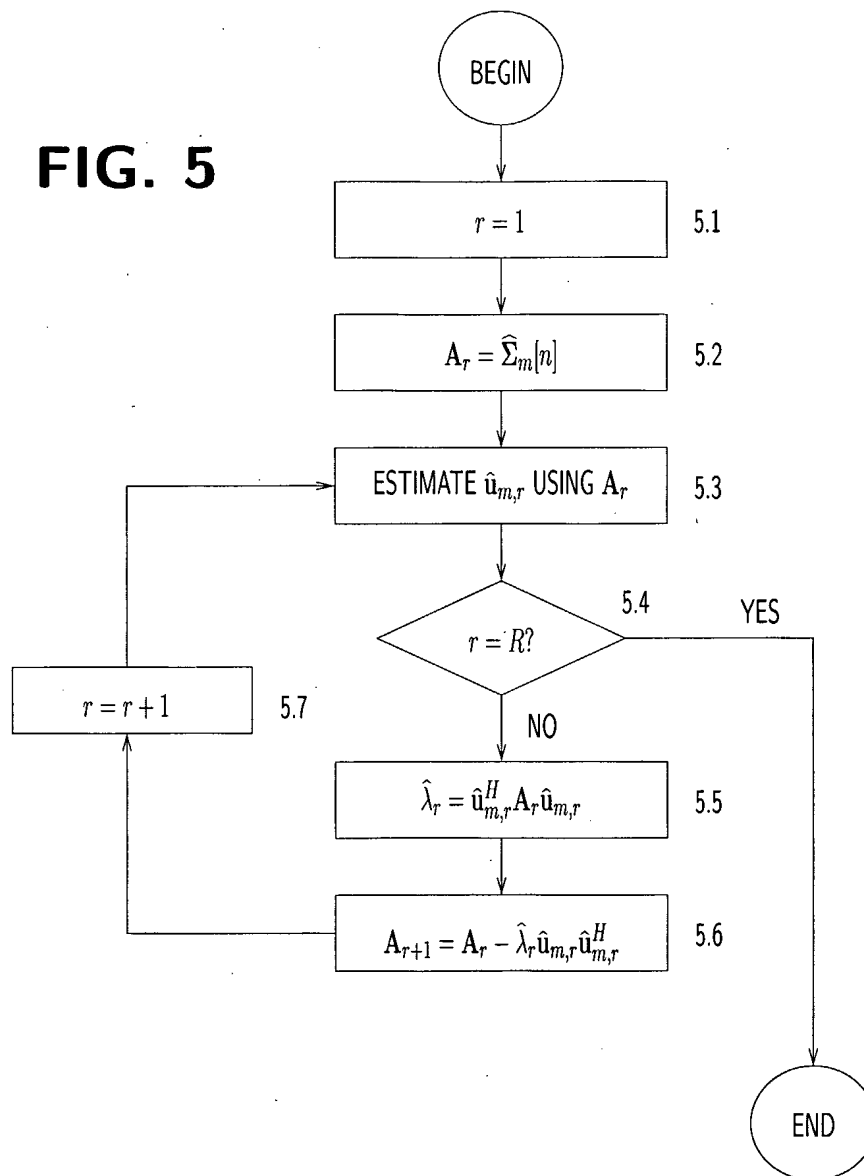 BEGIN
FIG. 5
r = 1 5.1
A_r = Σ̂_m[n] 5.2
ESTIMATE û_{m,r} USING A_r 5.3
5.4
YES
r = R?
r = r + 1 5.7
NO
λ̂_r = û_{m,r}^H A_r û_{m,r} 5.5
A_{r+1} = A_r − λ̂_r û_{m,r} û_{m,r}^H 5.6
END